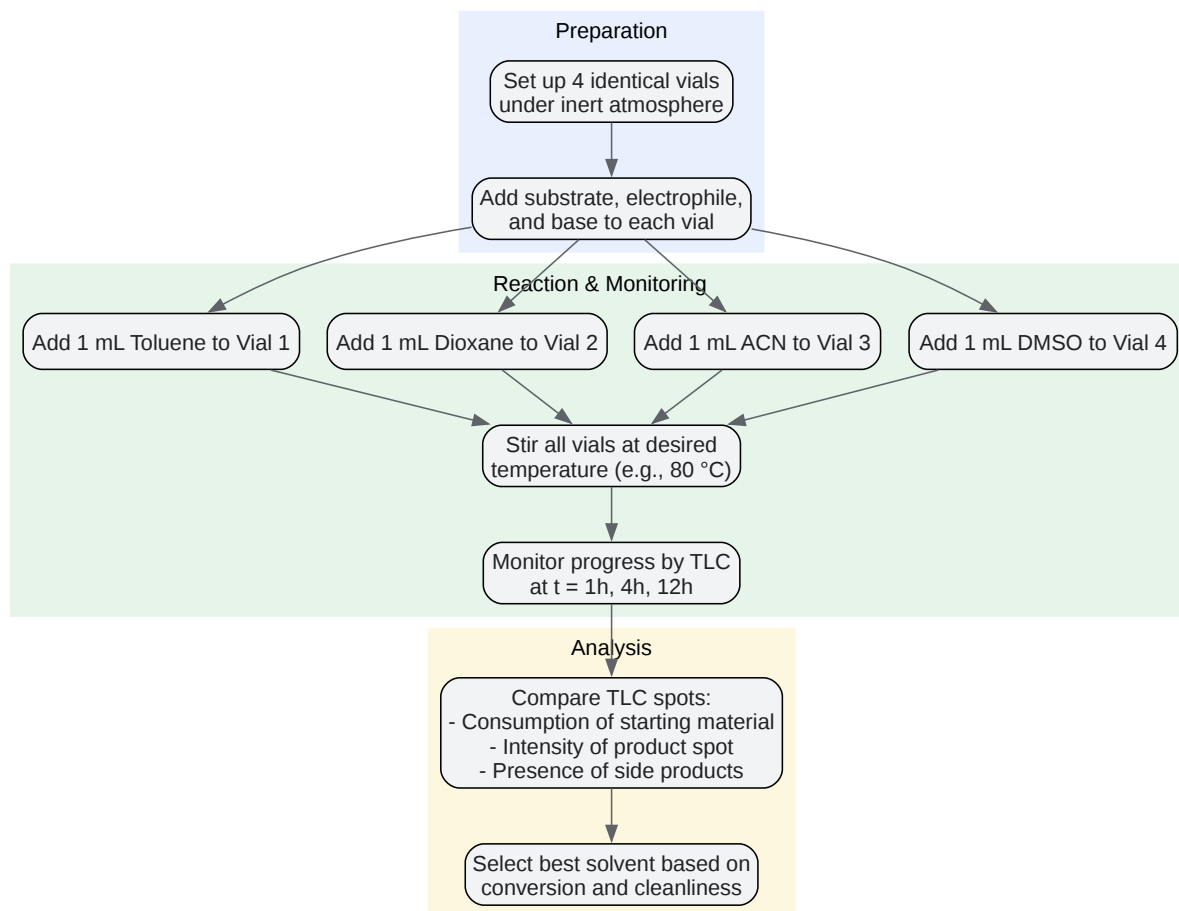 Preparation
Set up 4 identical vials
under inert atmosphere
Add substrate, electrophile,
and base to each vial
Reaction & Monitoring
Add 1 mL Toluene to Vial 1
Add 1 mL Dioxane to Vial 2
Add 1 mL ACN to Vial 3
Add 1 mL DMSO to Vial 4
Stir all vials at desired
temperature (e.g., 80 °C)
Monitor progress by TLC
at t = 1h, 4h, 12h
Analysis
Compare TLC spots:
- Consumption of starting material
- Intensity of product spot
- Presence of side products
Select best solvent based on
conversion and cleanliness